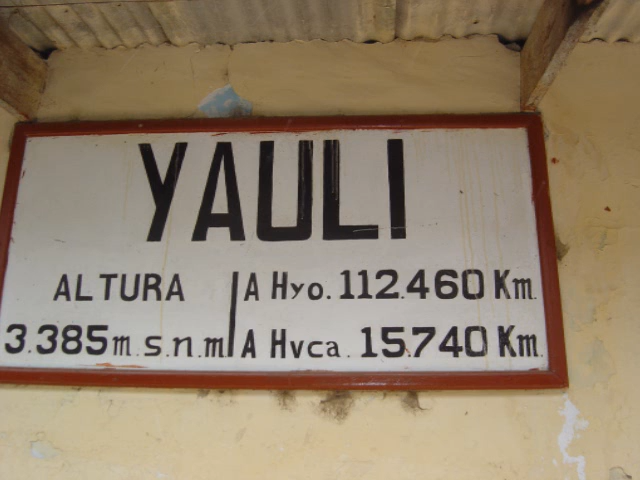 YAULI
ALTURA
3.385 m.s.n.m
A Hyo. 112.460 Km.
A Hvca. 15.740 Km.